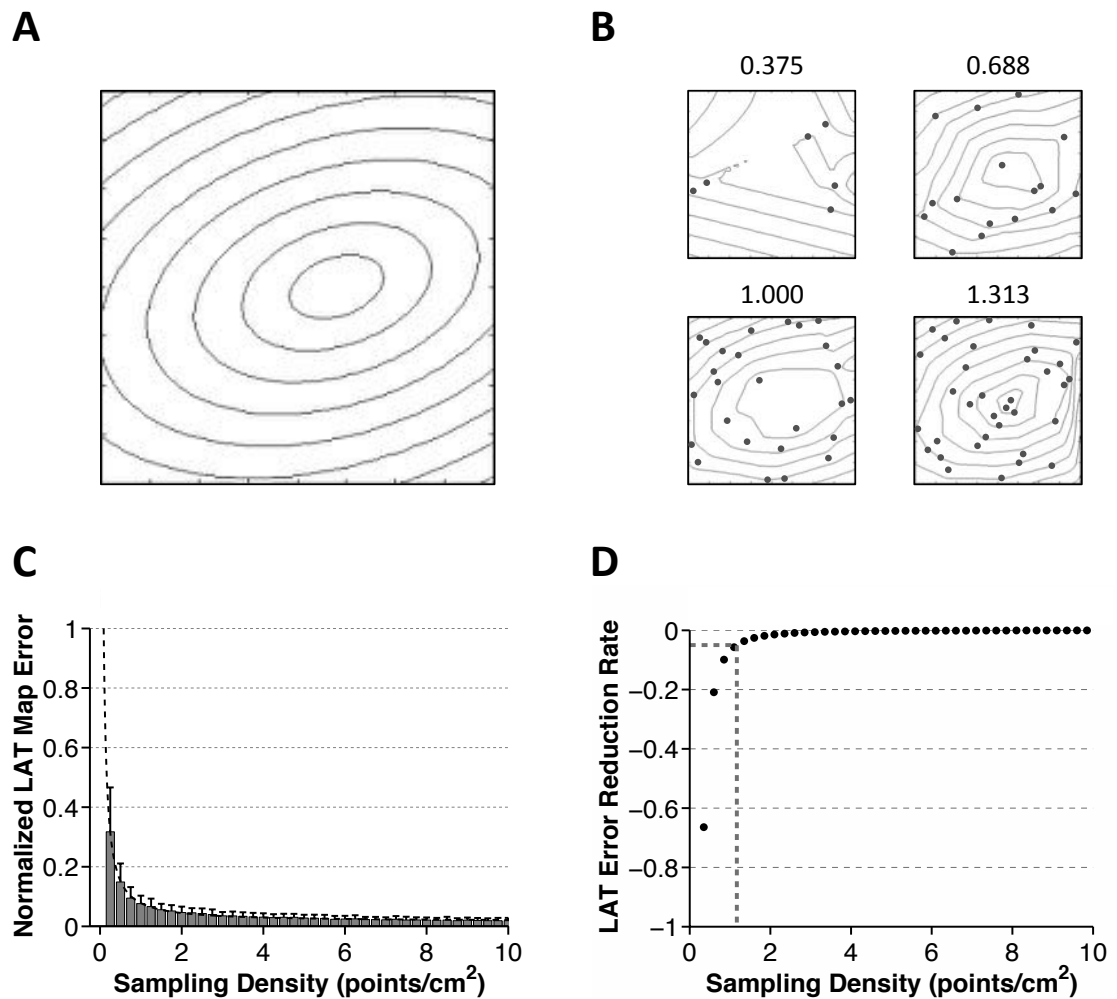 A
B
0.375
0.688
1.000
1.313
C
Normalized LAT Map Error
1
0.8
0.6
0.4
0.2
0
0 2 4 6 8 10
Sampling Density (points/cm²)
D
LAT Error Reduction Rate
0
−0.2
−0.4
−0.6
−0.8
−1
0 2 4 6 8 10
Sampling Density (points/cm²)